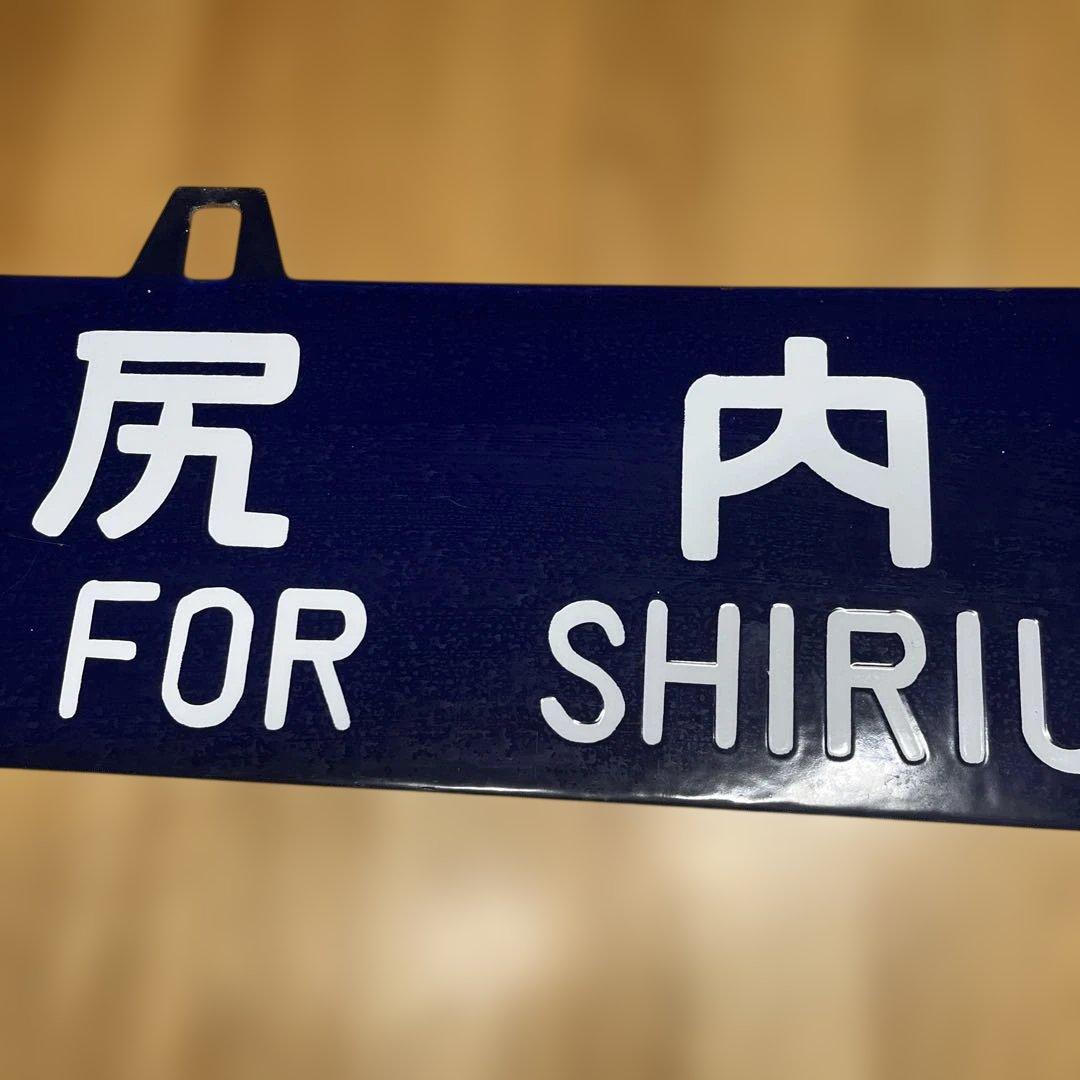 尻 内
FOR SHIRIU